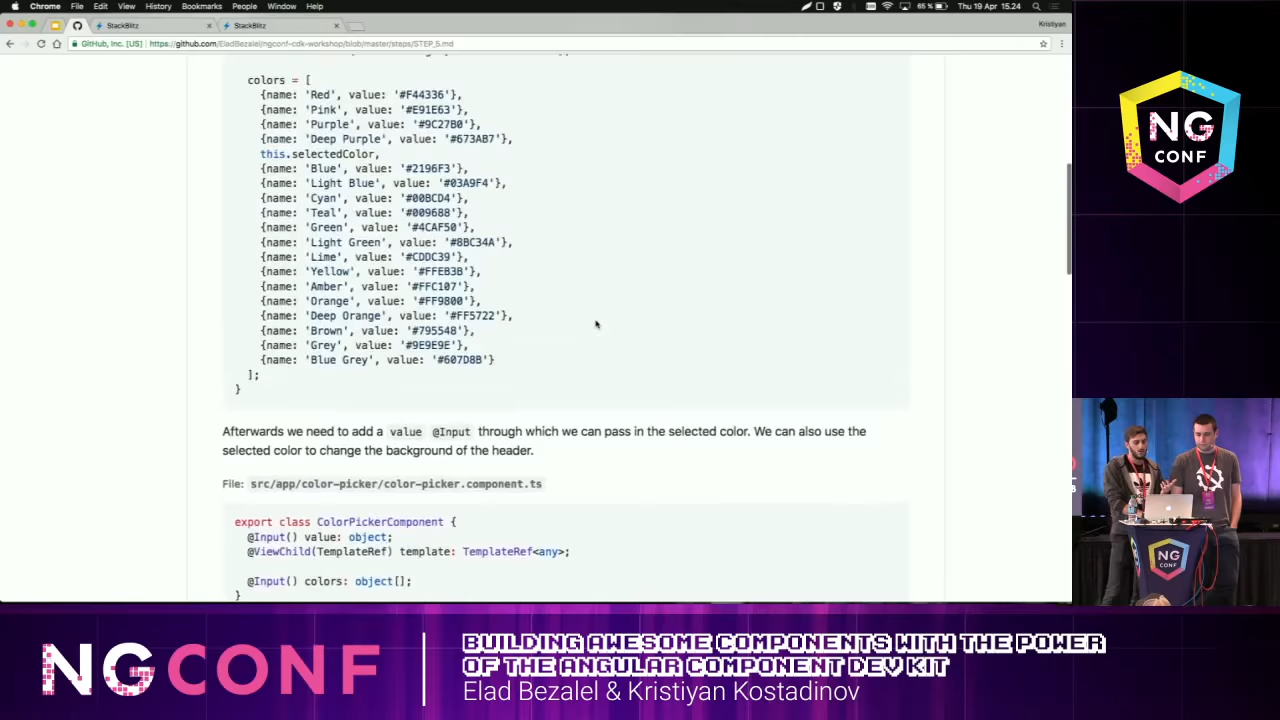 Chrome File Edit View History Bookmarks People Window Help 65 % Thu 19 Apr 15.24
StackBlitz
StackBlitz
Kristiyan
GitHub, Inc. [US] https://github.com/EladBezalel/ngconf-cdk-workshop/blob/master/steps/STEP_5.md
colors = [
{name: 'Red', value: '#F44336'},
{name: 'Pink', value: '#E91E63'},
{name: 'Purple', value: '#9C27B0'},
{name: 'Deep Purple', value: '#673AB7'},
this.selectedColor,
{name: 'Blue', value: '#2196F3'},
{name: 'Light Blue', value: '#03A9F4'},
{name: 'Cyan', value: '#00BCD4'},
{name: 'Teal', value: '#009688'},
{name: 'Green', value: '#4CAF50'},
{name: 'Light Green', value: '#8BC34A'},
{name: 'Lime', value: '#CDDC39'},
{name: 'Yellow', value: '#FFEB3B'},
{name: 'Amber', value: '#FFC107'},
{name: 'Orange', value: '#FF9800'},
{name: 'Deep Orange', value: '#FF5722'},
{name: 'Brown', value: '#795548'},
{name: 'Grey', value: '#9E9E9E'},
{name: 'Blue Grey', value: '#607D8B'}
];
}
Afterwards we need to add a value @Input through which we can pass in the selected color. We can also use the
selected color to change the background of the header.
File: src/app/color-picker/color-picker.component.ts
export class ColorPickerComponent {
@Input() value: object;
@ViewChild(TemplateRef) template: TemplateRef<any>;
@Input() colors: object[];
}
NG
CONF
NG
CONF
NGCONF
BUILDING AWESOME COMPONENTS WITH THE POWER
OF THE ANGULAR COMPONENT DEV KIT
Elad Bezalel & Kristiyan Kostadinov